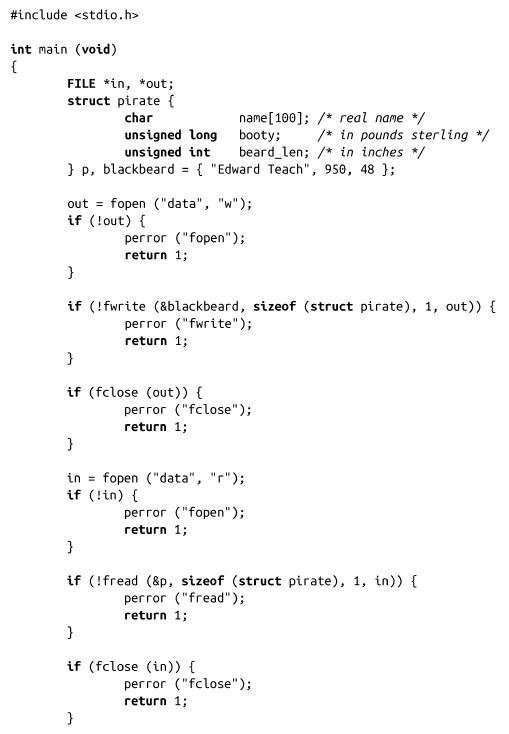 #include <stdio.h>

int main (void)
{
        FILE *in, *out;
        struct pirate {
                char            name[100]; /* real name */
                unsigned long   booty;     /* in pounds sterling */
                unsigned int    beard_len; /* in inches */
        } p, blackbeard = { "Edward Teach", 950, 48 };

        out = fopen ("data", "w");
        if (!out) {
                perror ("fopen");
                return 1;
        }

        if (!fwrite (&blackbeard, sizeof (struct pirate), 1, out)) {
                perror ("fwrite");
                return 1;
        }

        if (fclose (out)) {
                perror ("fclose");
                return 1;
        }

        in = fopen ("data", "r");
        if (!in) {
                perror ("fopen");
                return 1;
        }

        if (!fread (&p, sizeof (struct pirate), 1, in)) {
                perror ("fread");
                return 1;
        }

        if (fclose (in)) {
                perror ("fclose");
                return 1;
        }